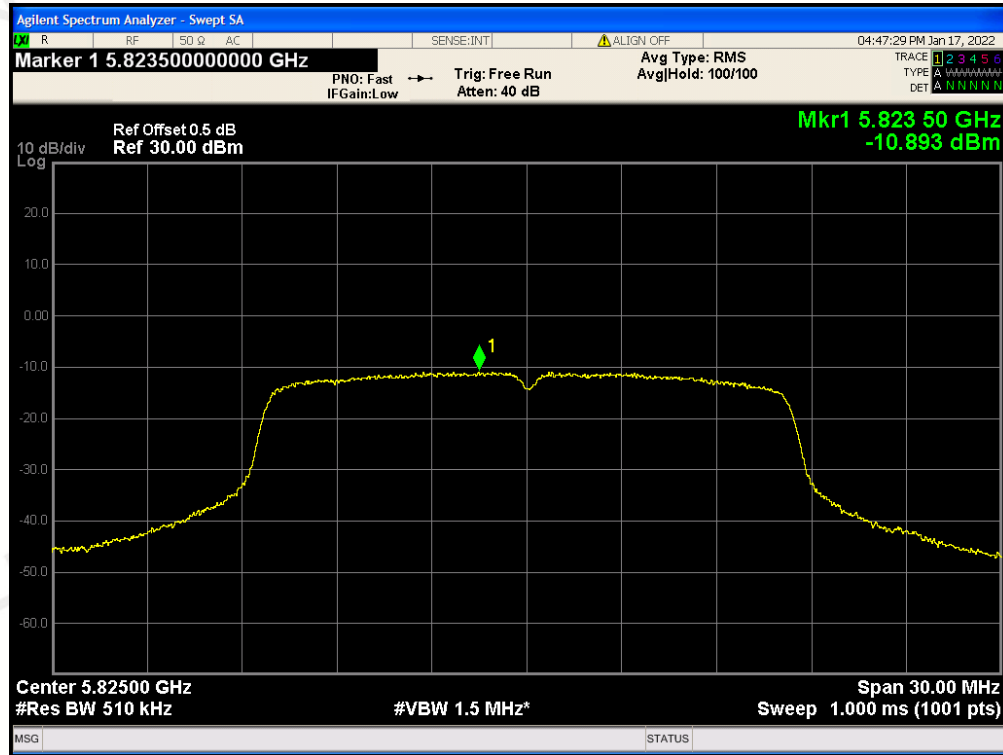 Agilent Spectrum Analyzer - Swept SA
LXI R RF 50 Ω AC SENSE:INT ALIGN OFF 04:47:29 PM Jan 17, 2022
Marker 1 5.823500000000 GHz
PNO: Fast
IFGain:Low
Trig: Free Run
Atten: 40 dB
Avg Type: RMS
Avg|Hold: 100/100
TRACE 1 2 3 4 5 6
TYPE A WWWWW
DET A N N N N N
Mkr1 5.823 50 GHz
-10.893 dBm
10 dB/div
Log
Ref Offset 0.5 dB
Ref 30.00 dBm
20.0
10.0
0.00
-10.0
-20.0
-30.0
-40.0
-50.0
-60.0
1
Center 5.82500 GHz Span 30.00 MHz
#Res BW 510 kHz #VBW 1.5 MHz* Sweep 1.000 ms (1001 pts)
MSG STATUS